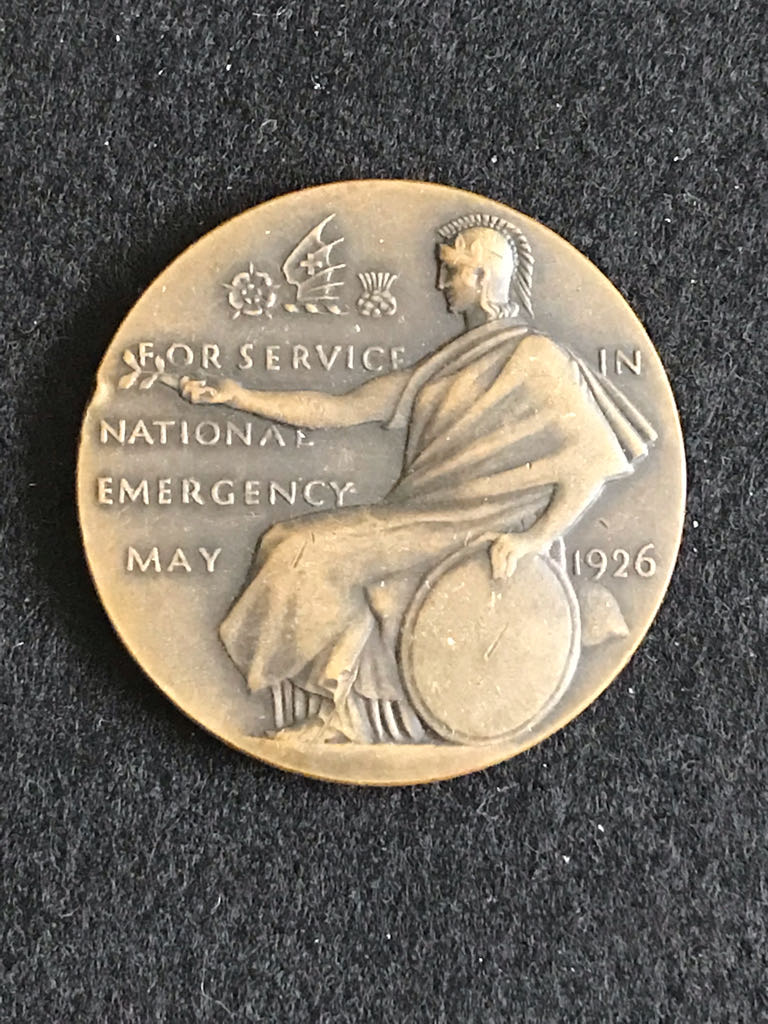 FOR SERVICE IN
NATIONAL
EMERGENCY
MAY 1926